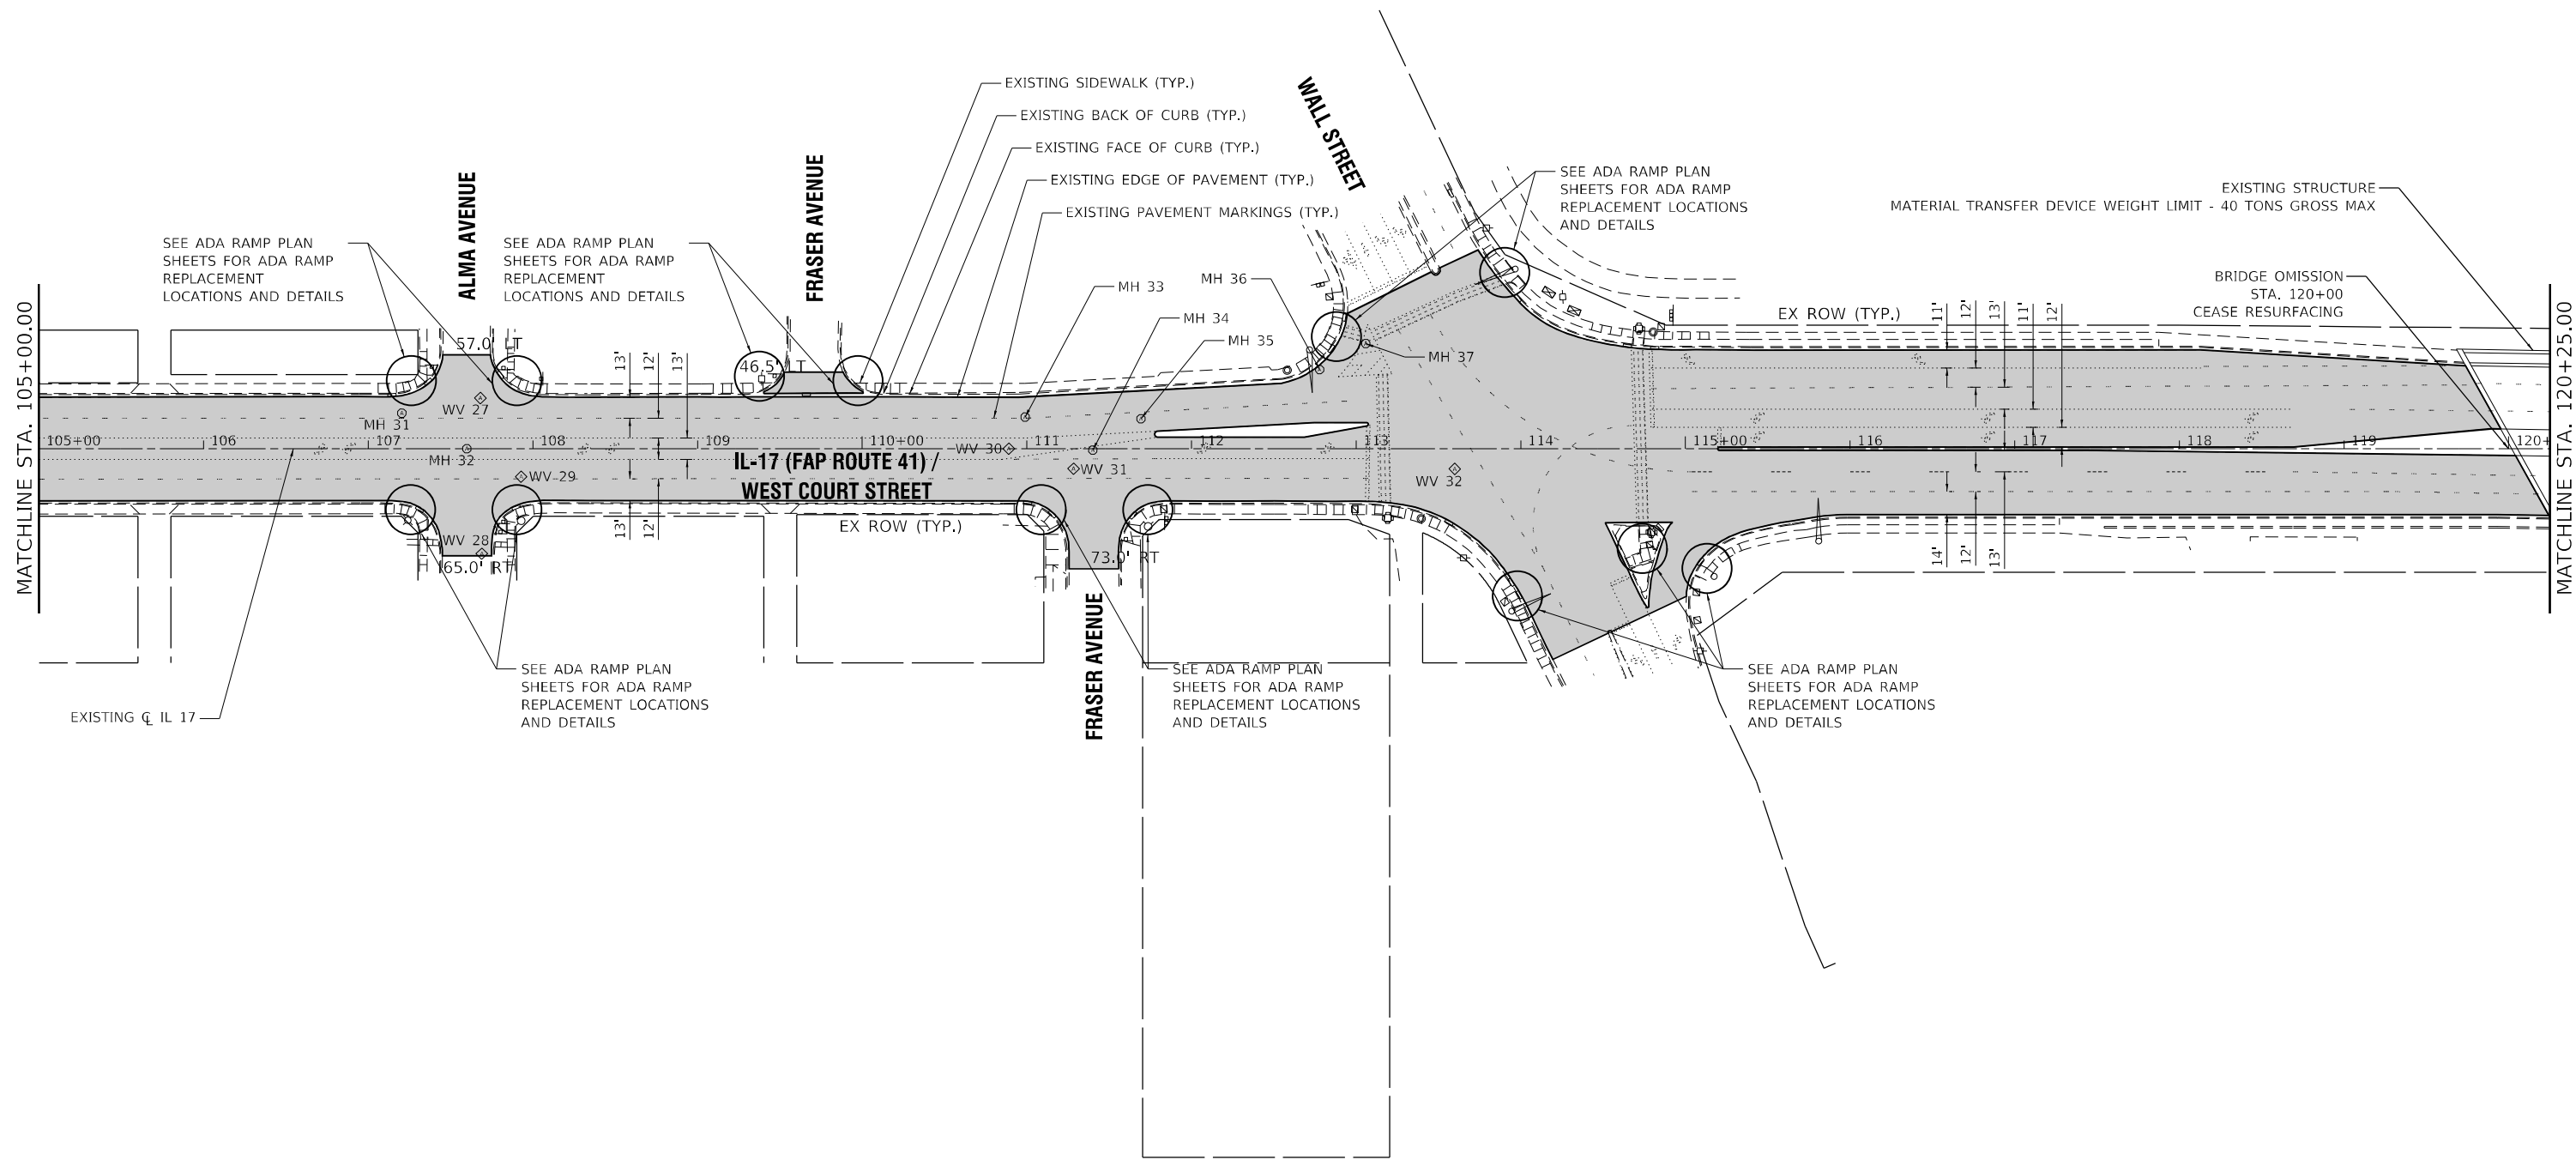 EXISTING SIDEWALK (TYP.)
EXISTING BACK OF CURB (TYP.)
EXISTING FACE OF CURB (TYP.)
EXISTING EDGE OF PAVEMENT (TYP.)
EXISTING PAVEMENT MARKINGS (TYP.)
WALL STREET
SEE ADA RAMP PLAN
SHEETS FOR ADA RAMP
REPLACEMENT LOCATIONS
AND DETAILS
EXISTING STRUCTURE
MATERIAL TRANSFER DEVICE WEIGHT LIMIT - 40 TONS GROSS MAX
BRIDGE OMISSION
STA. 120+00
CEASE RESURFACING
ALMA AVENUE
FRASER AVENUE
SEE ADA RAMP PLAN
SHEETS FOR ADA RAMP
REPLACEMENT
LOCATIONS AND DETAILS
SEE ADA RAMP PLAN
SHEETS FOR ADA RAMP
REPLACEMENT
LOCATIONS AND DETAILS
MH 33
MH 36
MH 34
MH 35
MH 37
EX ROW (TYP.)
11'
12'
13'
11'
12'
57.0' LT
46.5' LT
13'
12'
13'
MATCHLINE STA. 105+00.00
MATCHLINE STA. 120+25.00
WV 27
MH 31
105+00
106
107
108
109
110+00
111
112
113
114
115+00
116
117
118
119
120+
MH 32
WV 29
WV 30
WV 31
WV 32
IL-17 (FAP ROUTE 41) /
WEST COURT STREET
EX ROW (TYP.)
13'
12'
WV 28
65.0' RT
73.0' RT
14'
12'
13'
FRASER AVENUE
SEE ADA RAMP PLAN
SHEETS FOR ADA RAMP
REPLACEMENT LOCATIONS
AND DETAILS
SEE ADA RAMP PLAN
SHEETS FOR ADA RAMP
REPLACEMENT LOCATIONS
AND DETAILS
SEE ADA RAMP PLAN
SHEETS FOR ADA RAMP
REPLACEMENT LOCATIONS
AND DETAILS
EXISTING ℄ IL 17